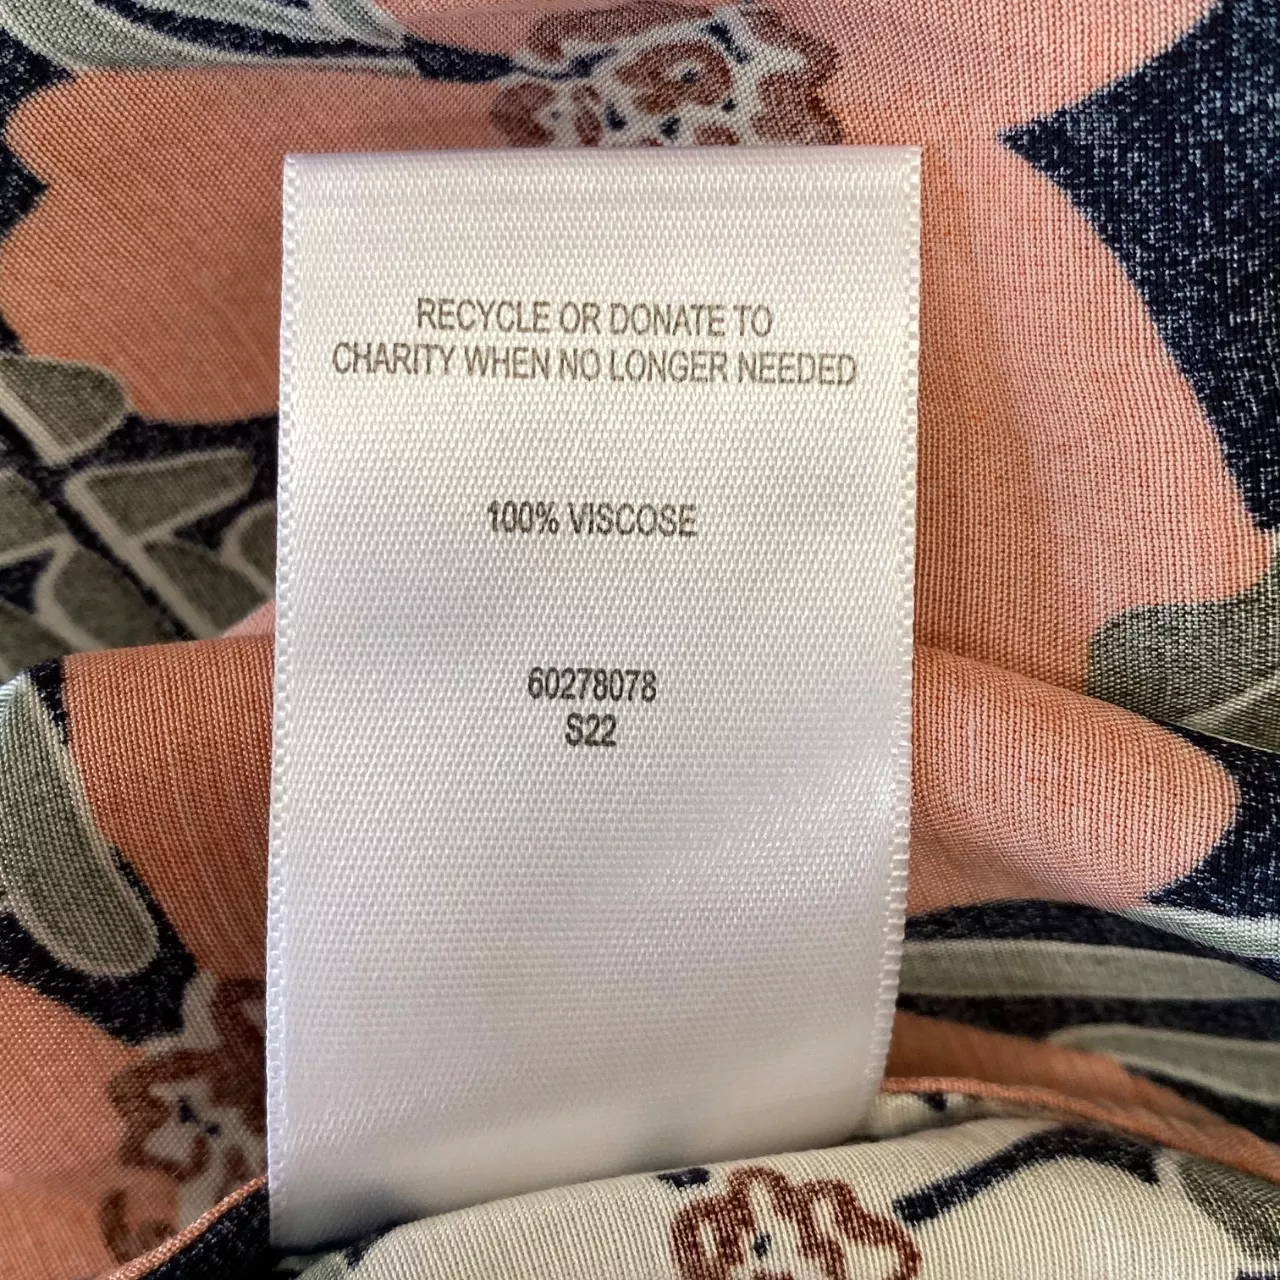 RECYCLE OR DONATE TO
CHARITY WHEN NO LONGER NEEDED
100% VISCOSE
60278078
S22